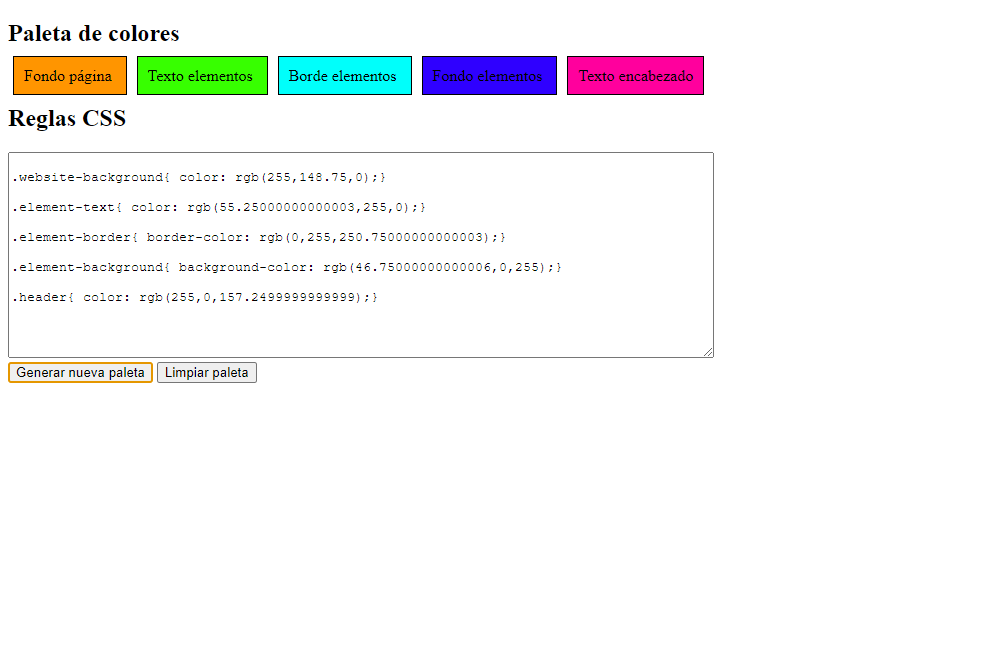 Paleta de colores
Fondo página Texto elementos Borde elementos Fondo elementos Texto encabezado
Reglas CSS
.website-background{ color: rgb(255,148.75,0);}
.element-text{ color: rgb(55.25000000000003,255,0);}
.element-border{ border-color: rgb(0,255,250.75000000000003);}
.element-background{ background-color: rgb(46.75000000000006,0,255);}
.header{ color: rgb(255,0,157.2499999999999);}
Generar nueva paleta Limpiar paleta